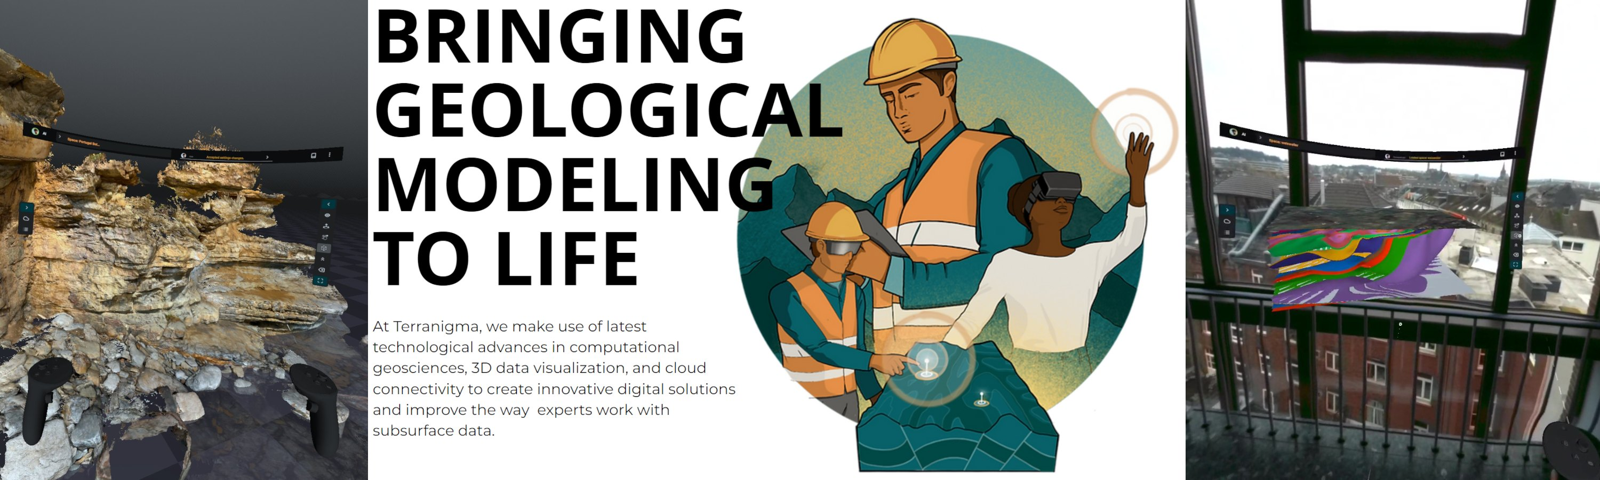 BRINGING
GEOLOGICAL
MODELING
TO LIFE
At Terranigma, we make use of latest
technological advances in computational
geosciences, 3D data visualization, and cloud
connectivity to create innovative digital solutions
and improve the way  experts work with
subsurface data.